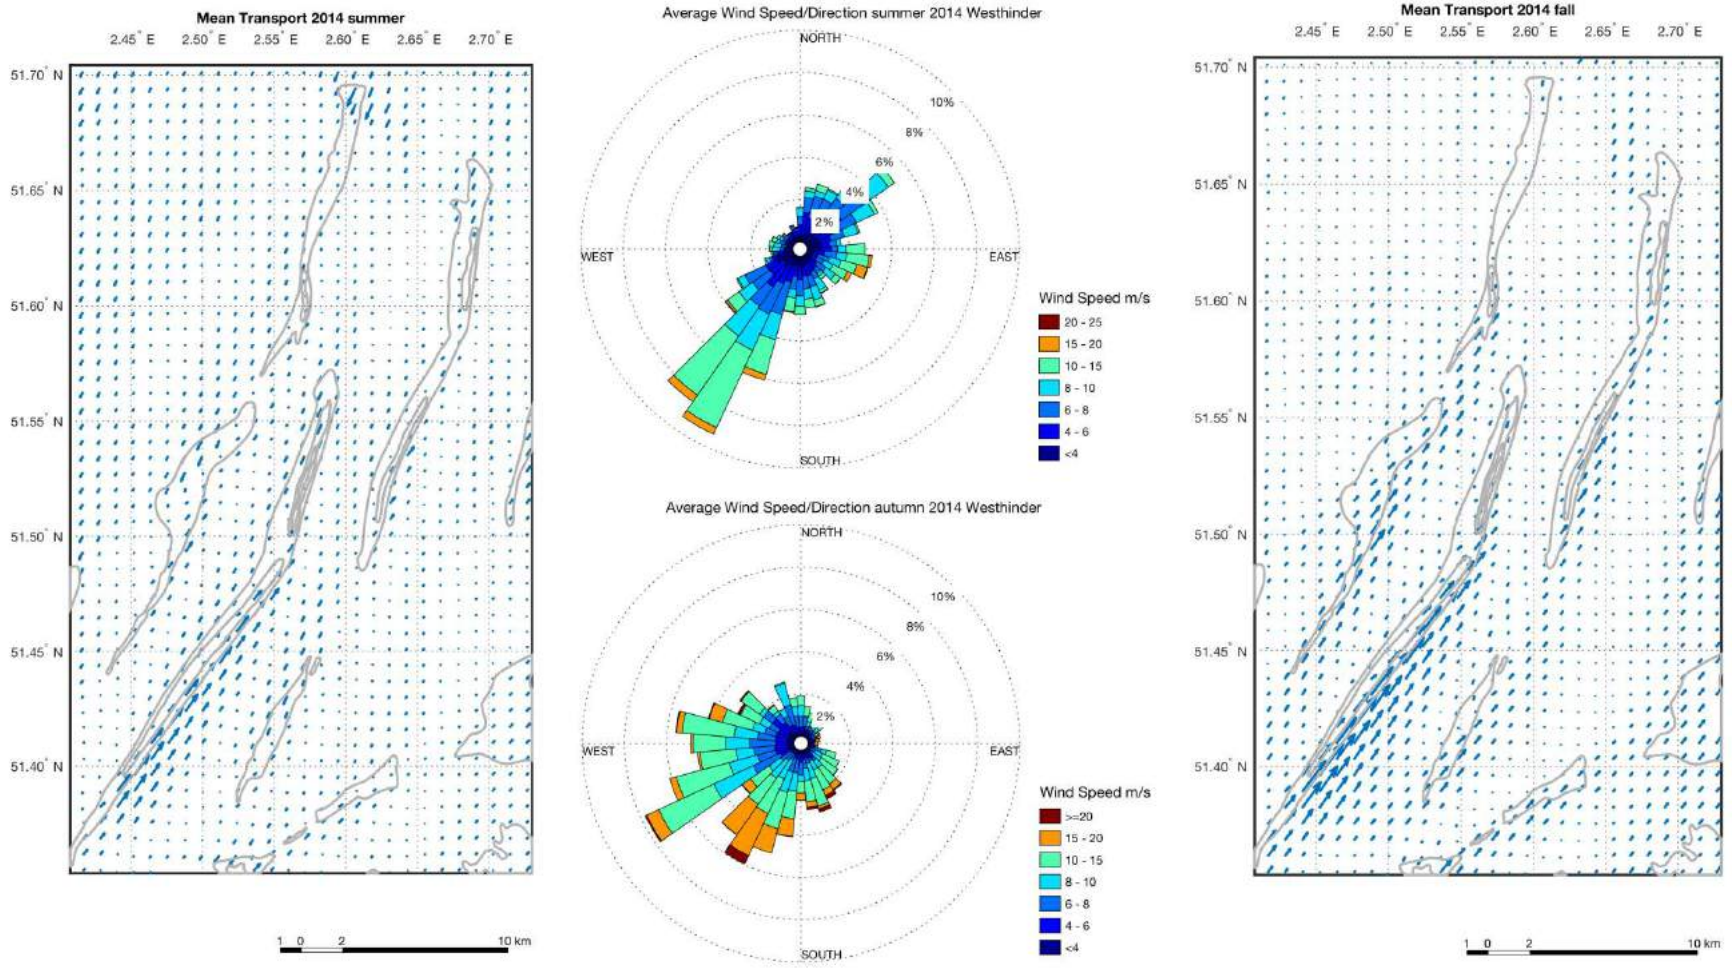 Mean Transport 2014 summer
2.45° E 2.50° E 2.55° E 2.60° E 2.65° E 2.70° E
51.70° N
51.65° N
51.60° N
51.55° N
51.50° N
51.45° N
51.40° N
1 0 2 10 km
Average Wind Speed/Direction summer 2014 Westhinder
NORTH
10%
8%
6%
4%
2%
WEST
EAST
SOUTH
Wind Speed m/s
20 - 25
15 - 20
10 - 15
8 - 10
6 - 8
4 - 6
<4
Average Wind Speed/Direction autumn 2014 Westhinder
NORTH
10%
8%
6%
4%
2%
WEST
EAST
SOUTH
Wind Speed m/s
>=20
15 - 20
10 - 15
8 - 10
6 - 8
4 - 6
<4
Mean Transport 2014 fall
2.45° E 2.50° E 2.55° E 2.60° E 2.65° E 2.70° E
51.70° N
51.65° N
51.60° N
51.55° N
51.50° N
51.45° N
51.40° N
1 0 2 10 km